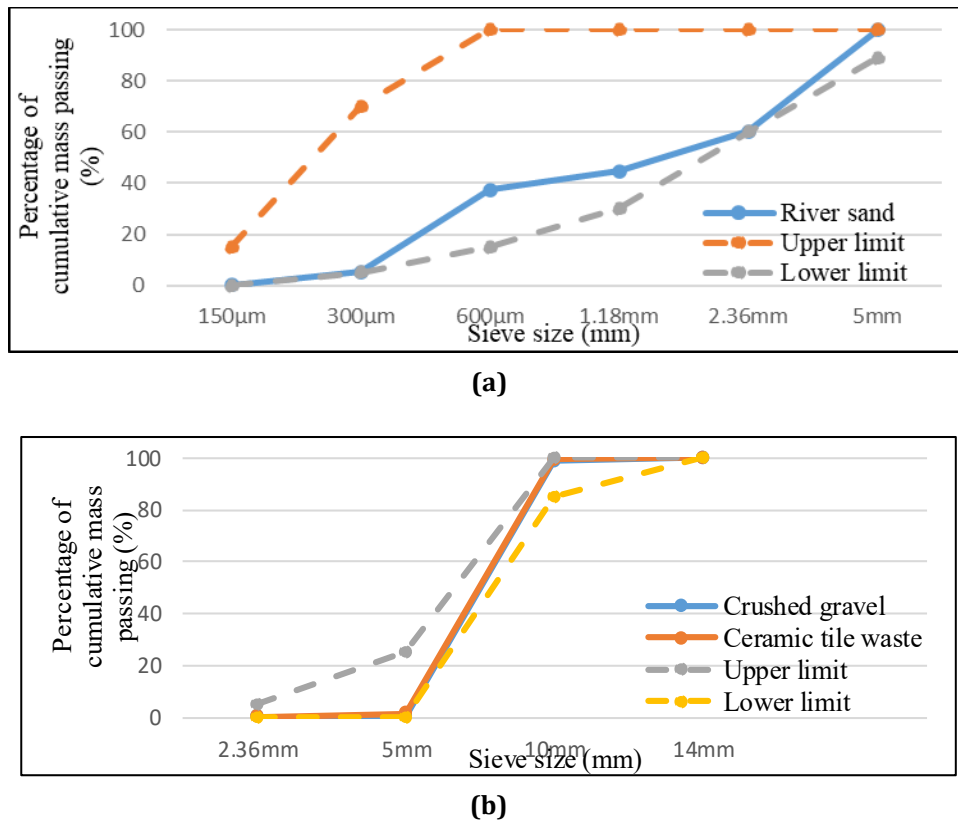 Percentage of
cumulative mass passing
(%)
100
80
60
40
20
0
River sand
Upper limit
Lower limit
150µm 300µm 600µm 1.18mm 2.36mm 5mm
Sieve size (mm)
(a)
Percentage of
cumulative mass
passing (%)
100
80
60
40
20
0
Crushed gravel
Ceramic tile waste
Upper limit
Lower limit
2.36mm 5mm 10mm 14mm
Sieve size (mm)
(b)